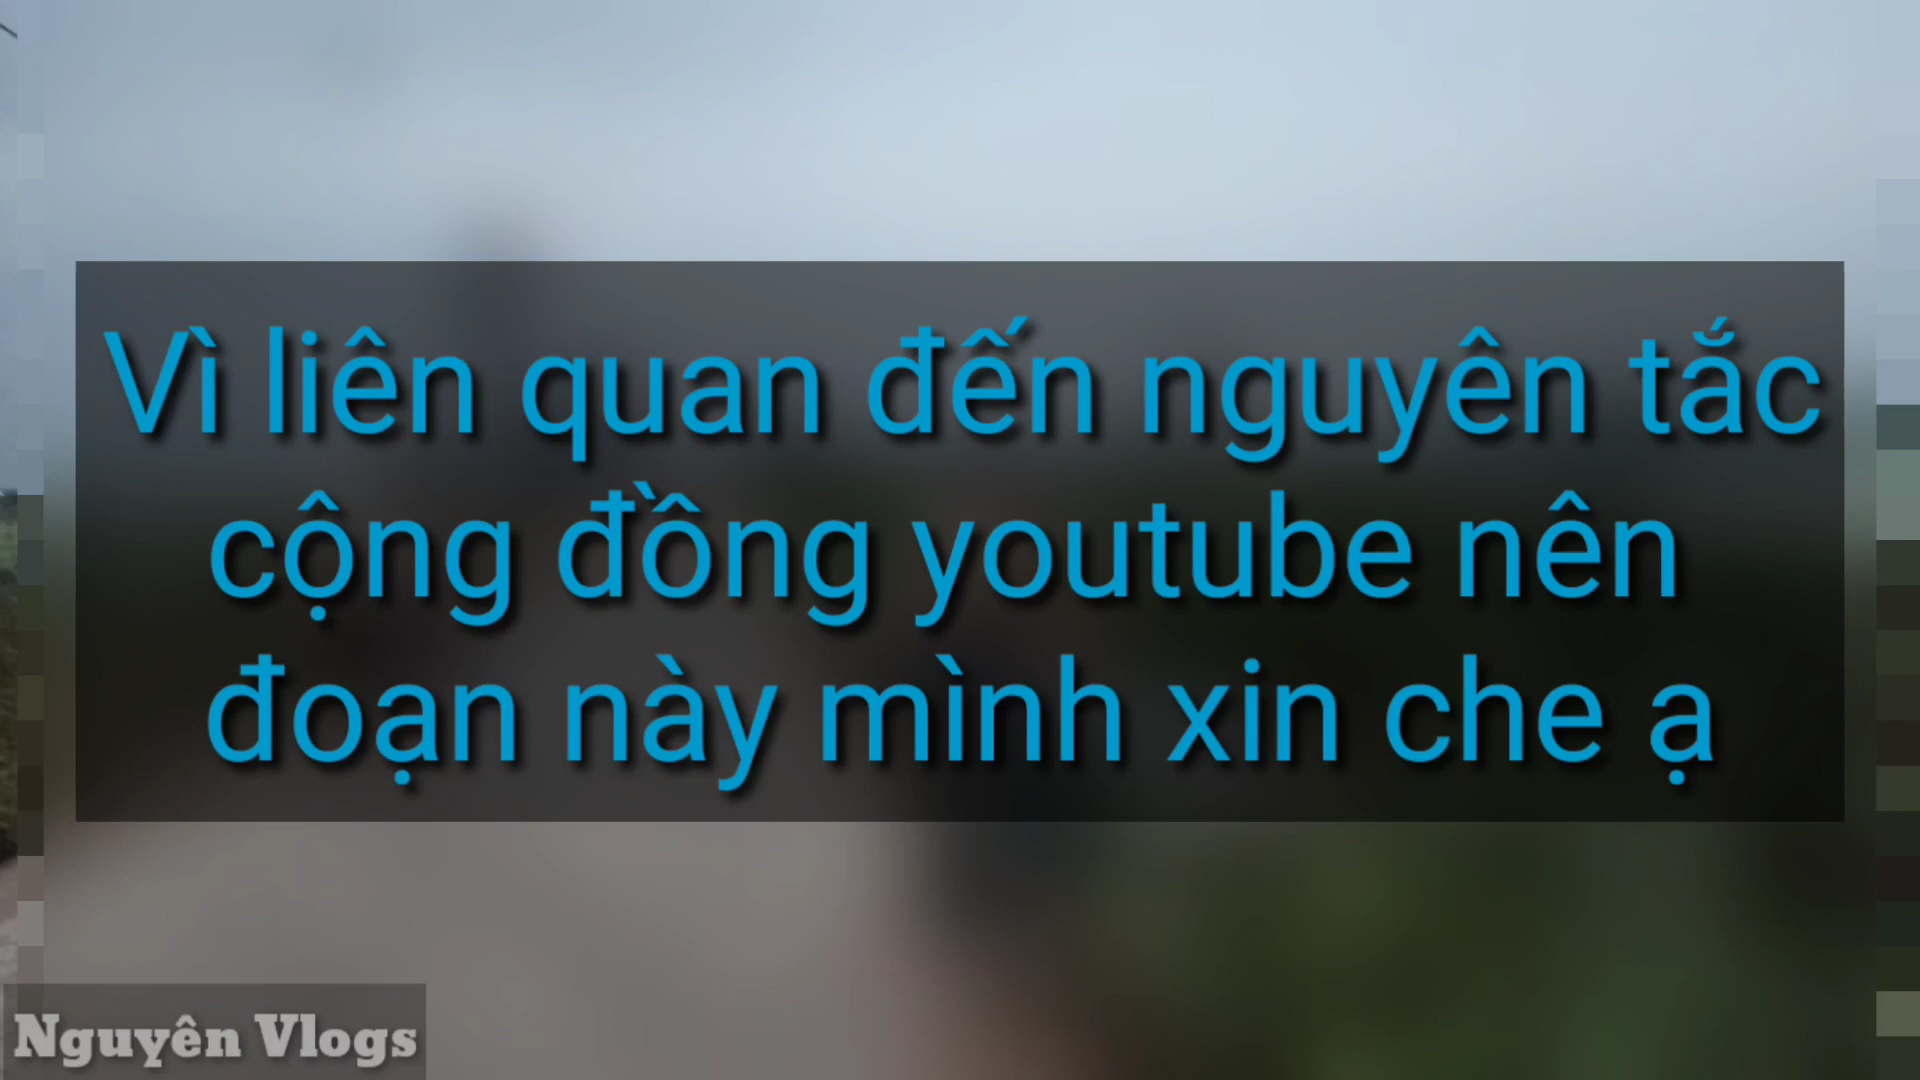 Vì liên quan đến nguyên tắc
cộng đồng youtube nên
đoạn này mình xin che ạ
Nguyên Vlogs